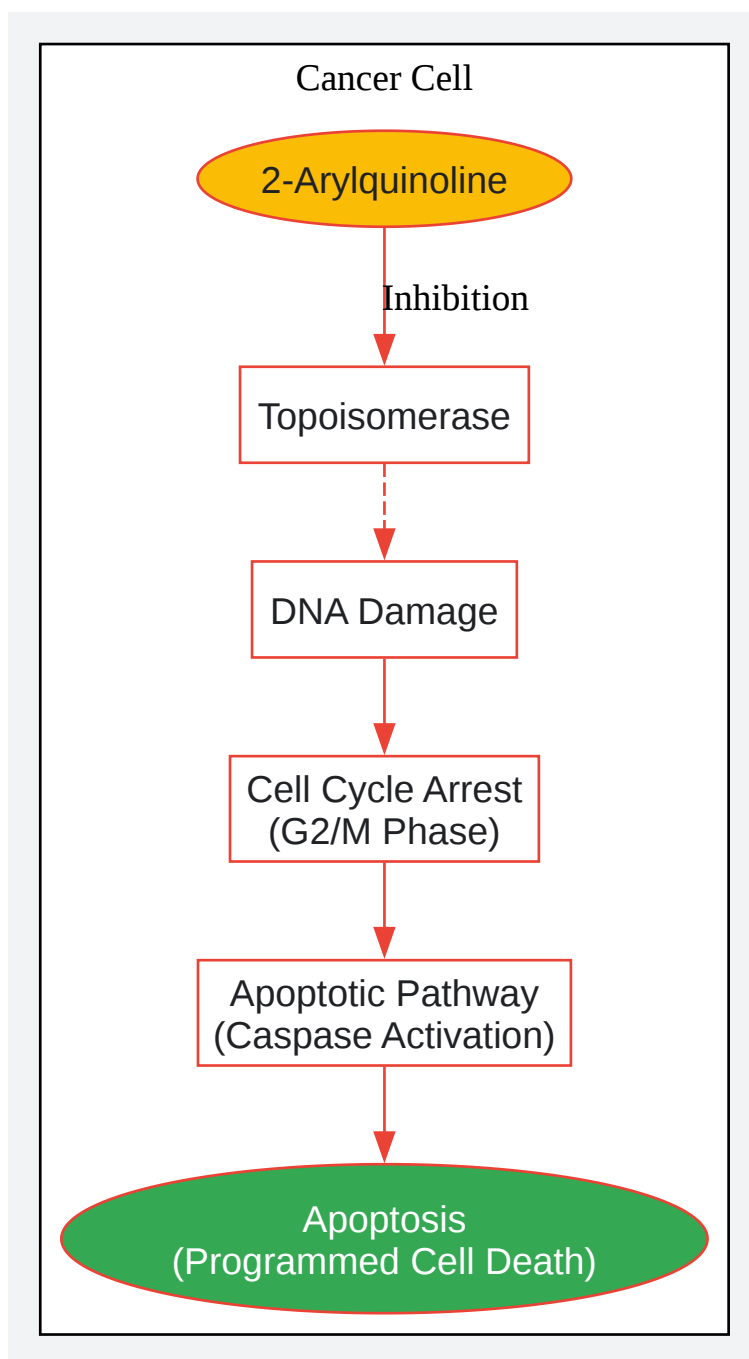 Cancer Cell
2-Arylquinoline
Inhibition
Topoisomerase
DNA Damage
Cell Cycle Arrest
(G2/M Phase)
Apoptotic Pathway
(Caspase Activation)
Apoptosis
(Programmed Cell Death)